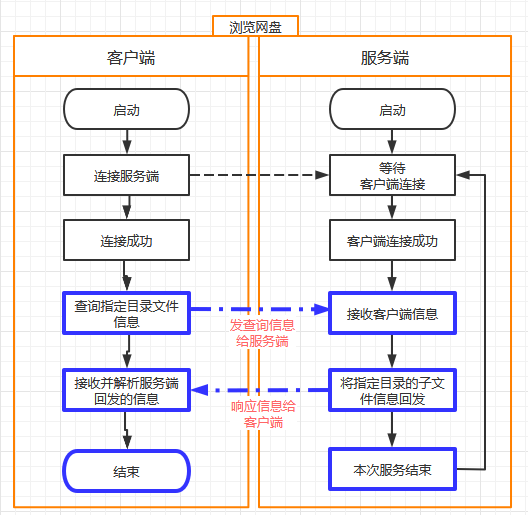 浏览网盘
客户端
服务端
启动
启动
连接服务端
等待
客户端连接
连接成功
客户端连接成功
查询指定目录文件
信息
发查询信息
给服务端
接收客户端信息
接收并解析服务端
回发的信息
响应信息给
客户端
将指定目录的子文
件信息回发
结束
本次服务结束